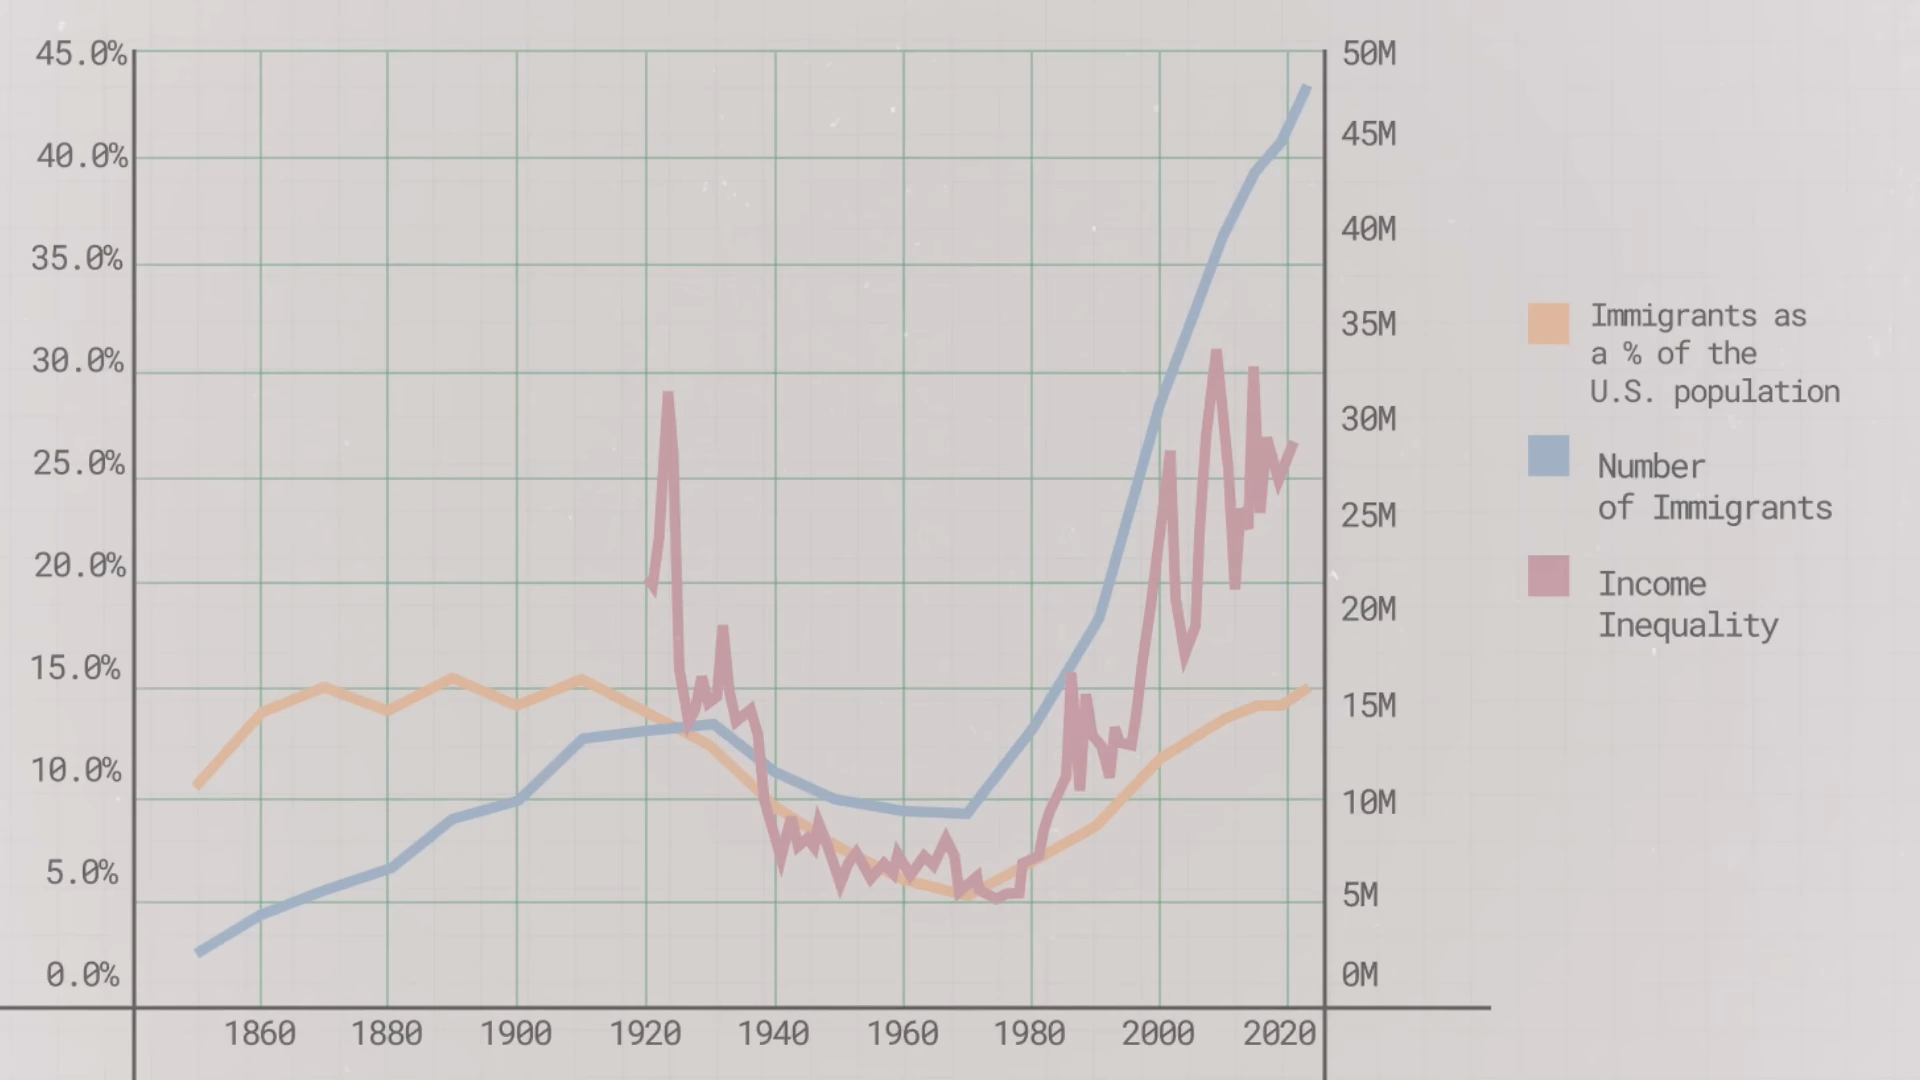 45.0%
40.0%
35.0%
30.0%
25.0%
20.0%
15.0%
10.0%
5.0%
0.0%
50M
45M
40M
35M
30M
25M
20M
15M
10M
5M
0M
1860 1880 1900 1920 1940 1960 1980 2000 2020
Immigrants as
a % of the
U.S. population
Number
of Immigrants
Income
Inequality